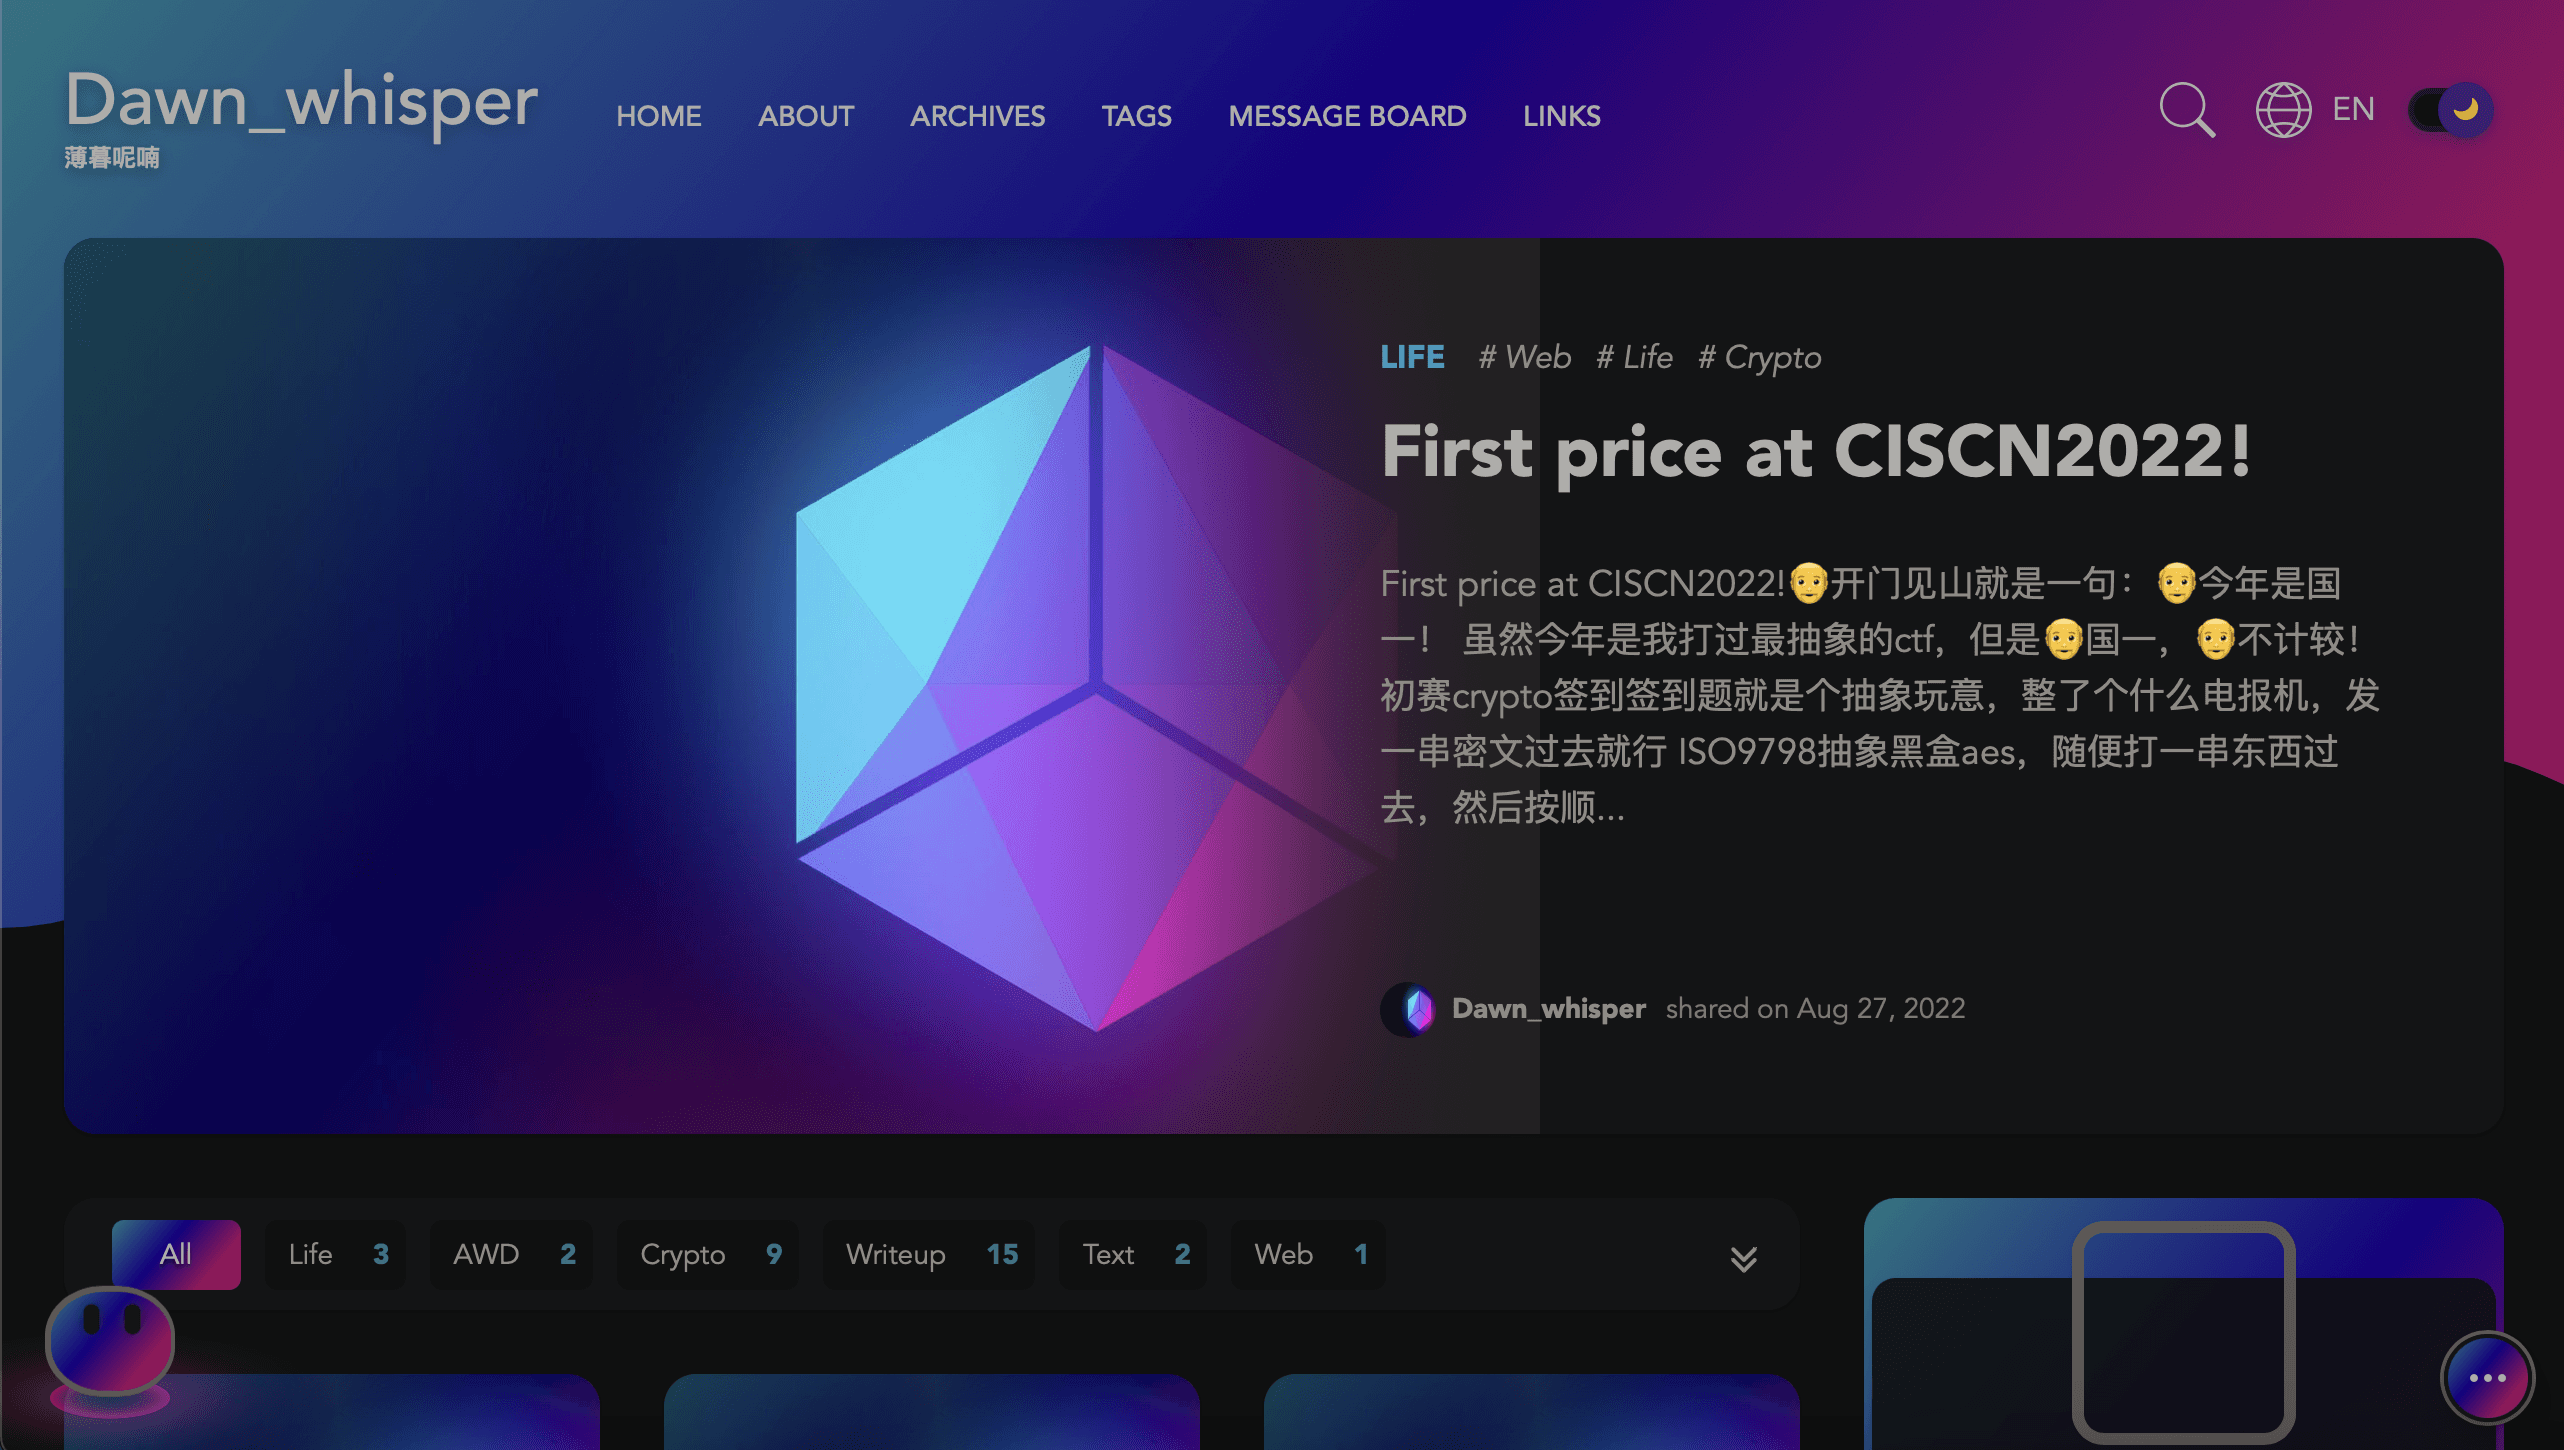 Dawn_whisper
薄暮呢喃
HOME ABOUT ARCHIVES TAGS MESSAGE BOARD LINKS
EN
LIFE # Web # Life # Crypto
First price at CISCN2022!
First price at CISCN2022!👴开门见山就是一句：👴今年是国
一！ 虽然今年是我打过最抽象的ctf，但是👴国一，👴不计较！
初赛crypto签到签到题就是个抽象玩意，整了个什么电报机，发
一串密文过去就行 ISO9798抽象黑盒aes，随便打一串东西过
去，然后按顺...
Dawn_whisper shared on Aug 27, 2022
All Life 3 AWD 2 Crypto 9 Writeup 15 Text 2 Web 1